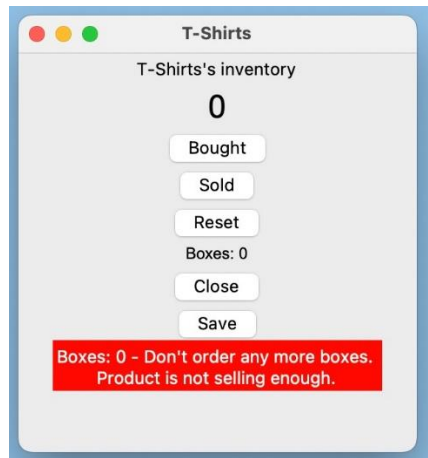 T-Shirts
T-Shirts's inventory
0
Bought
Sold
Reset
Boxes: 0
Close
Save
Boxes: 0 - Don't order any more boxes.
Product is not selling enough.